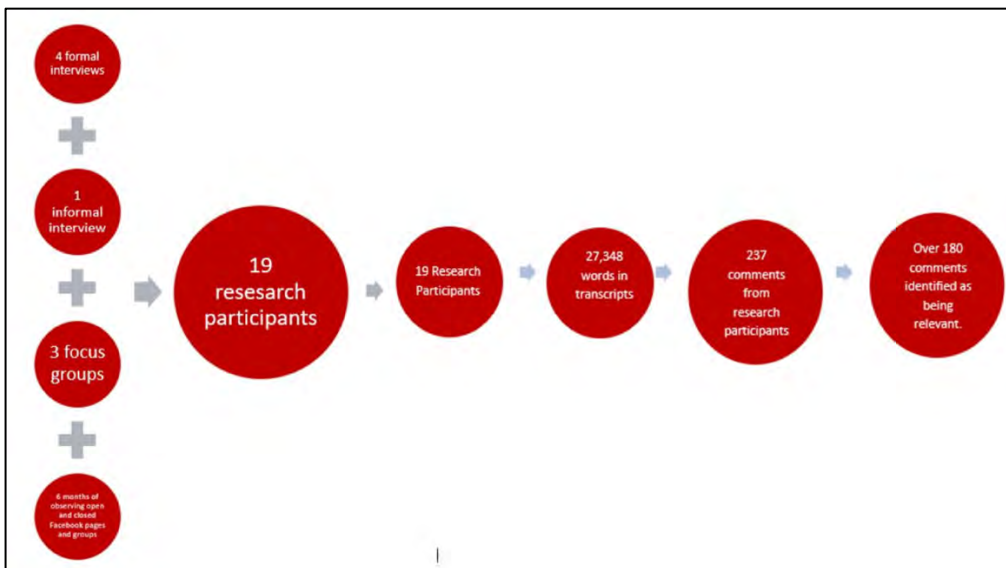 4 formal
interviews
1
informal
interview
3 focus
groups
6 months of
observing open
and closed
Facebook pages
and groups
19
resesarch
participants
19 Research
Participants
27,348
words in
transcripts
237
comments
from
research
participants
Over 180
comments
identified as
being
relevant.